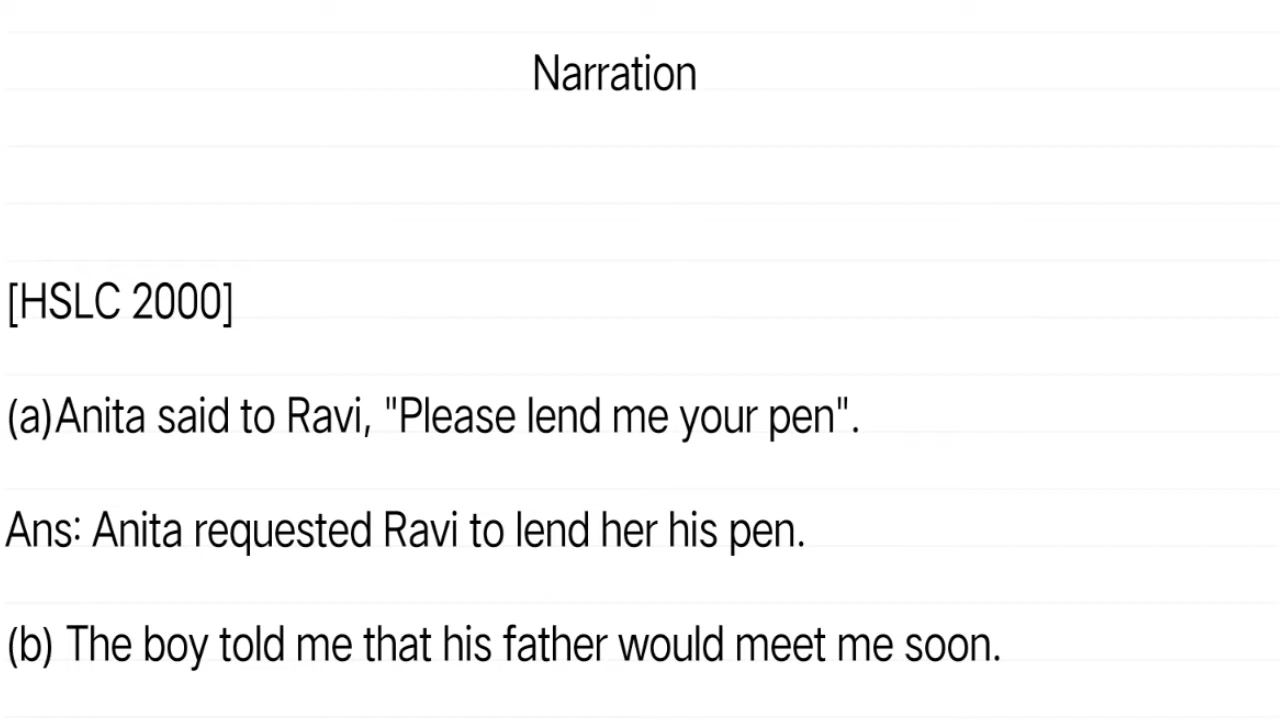 Narration
[HSLC 2000]
(a)Anita said to Ravi, "Please lend me your pen".
Ans: Anita requested Ravi to lend her his pen.
(b) The boy told me that his father would meet me soon.